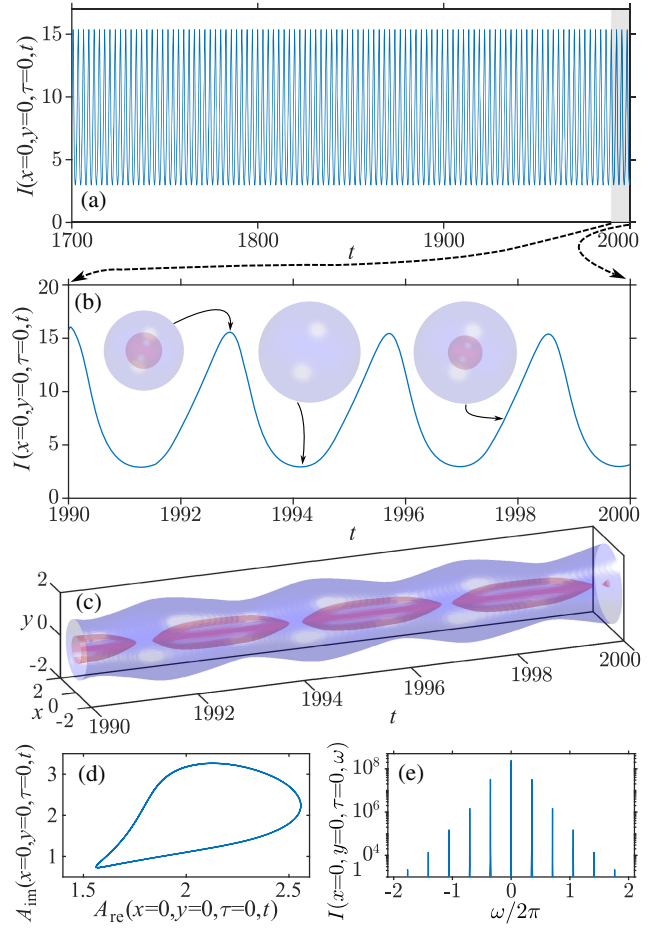 I(x=0,y=0,τ=0,t)
15
10
5
0
(a)
1700 1800 1900 2000
t
I(x=0,y=0,τ=0,t)
20
15
10
5
0
(b)
1990 1992 1994 1996 1998 2000
t
(c)
2
y 0
-2
2
x 0
-2
1990 1992 1994 1996 1998 2000
t
A_im(x=0,y=0,τ=0,t)
3
2
1
(d)
1.5 2 2.5
A_re(x=0,y=0,τ=0,t)
I(x=0, y=0, τ=0, ω)
10^8
10^6
10^4
1
(e)
-2 -1 0 1 2
ω/2π